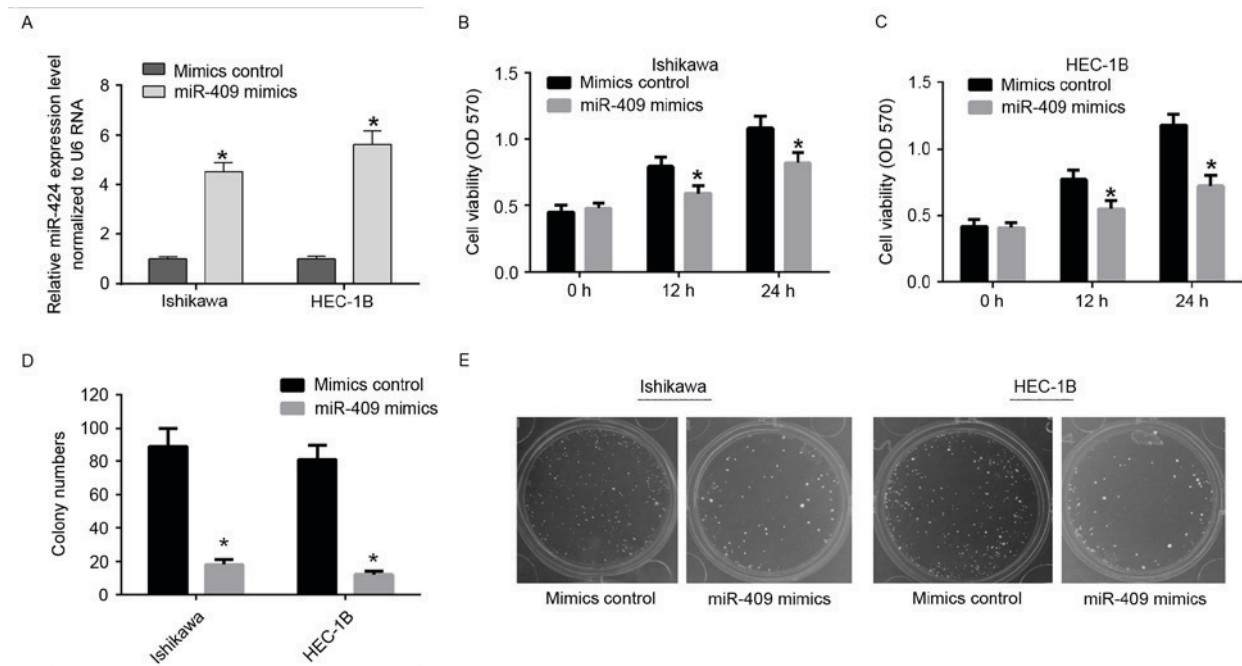 A
Mimics control
miR-409 mimics
Relative miR-424 expression level
normalized to U6 RNA
8
6
4
2
0
*
*
Ishikawa
HEC-1B
B
Ishikawa
Mimics control
miR-409 mimics
Cell viability (OD 570)
1.5
1.0
0.5
0.0
*
*
0 h
12 h
24 h
C
HEC-1B
Mimics control
miR-409 mimics
Cell viability (OD 570)
1.5
1.0
0.5
0.0
*
*
0 h
12 h
24 h
D
Mimics control
miR-409 mimics
Colony numbers
120
100
80
60
40
20
0
*
*
Ishikawa
HEC-1B
E
Ishikawa
HEC-1B
Mimics control
miR-409 mimics
Mimics control
miR-409 mimics